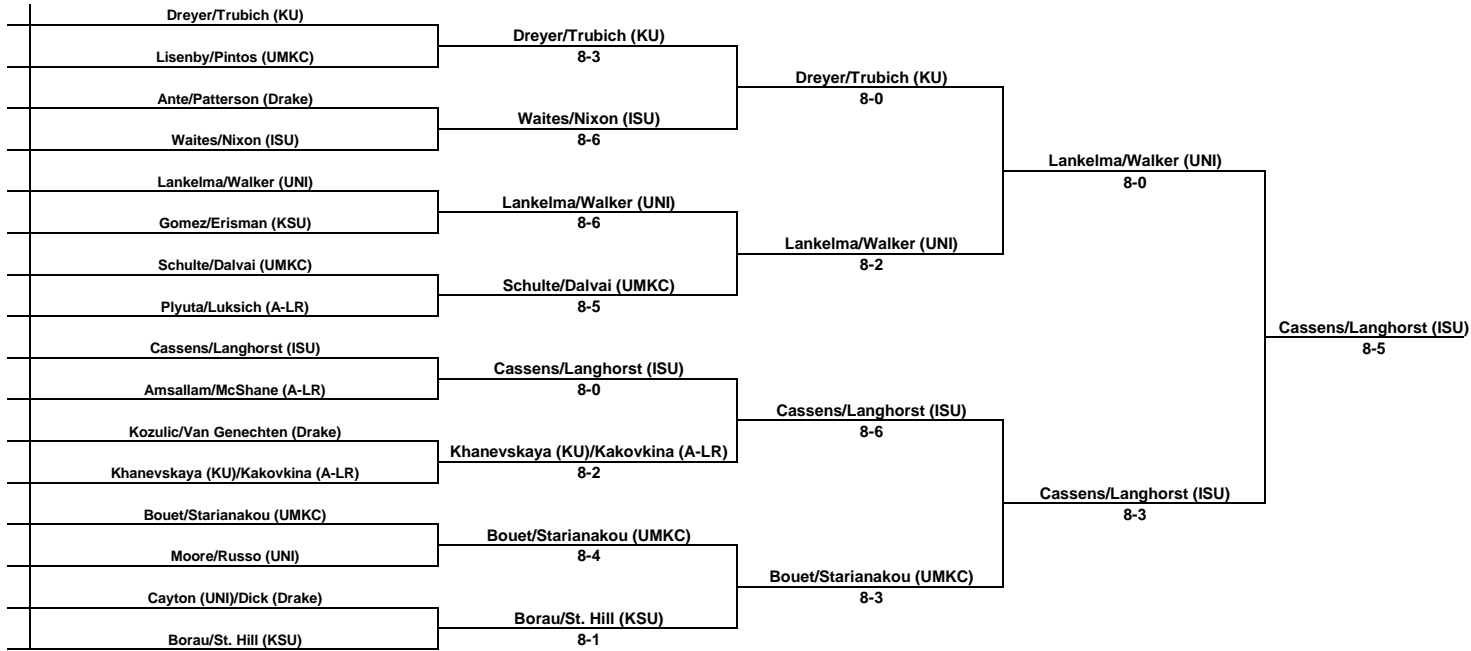 Dreyer/Trubich (KU)
Lisenby/Pintos (UMKC)
Ante/Patterson (Drake)
Waites/Nixon (ISU)
Lankelma/Walker (UNI)
Gomez/Erisman (KSU)
Schulte/Dalvai (UMKC)
Plyuta/Luksich (A-LR)
Cassens/Langhorst (ISU)
Amsallam/McShane (A-LR)
Kozulic/Van Genechten (Drake)
Khanevskaya (KU)/Kakovkina (A-LR)
Bouet/Starianakou (UMKC)
Moore/Russo (UNI)
Cayton (UNI)/Dick (Drake)
Borau/St. Hill (KSU)
Dreyer/Trubich (KU)
8-3
Waites/Nixon (ISU)
8-6
Lankelma/Walker (UNI)
8-6
Schulte/Dalvai (UMKC)
8-5
Cassens/Langhorst (ISU)
8-0
Khanevskaya (KU)/Kakovkina (A-LR)
8-2
Bouet/Starianakou (UMKC)
8-4
Borau/St. Hill (KSU)
8-1
Dreyer/Trubich (KU)
8-0
Lankelma/Walker (UNI)
8-2
Cassens/Langhorst (ISU)
8-6
Bouet/Starianakou (UMKC)
8-3
Lankelma/Walker (UNI)
8-0
Cassens/Langhorst (ISU)
8-3
Cassens/Langhorst (ISU)
8-5